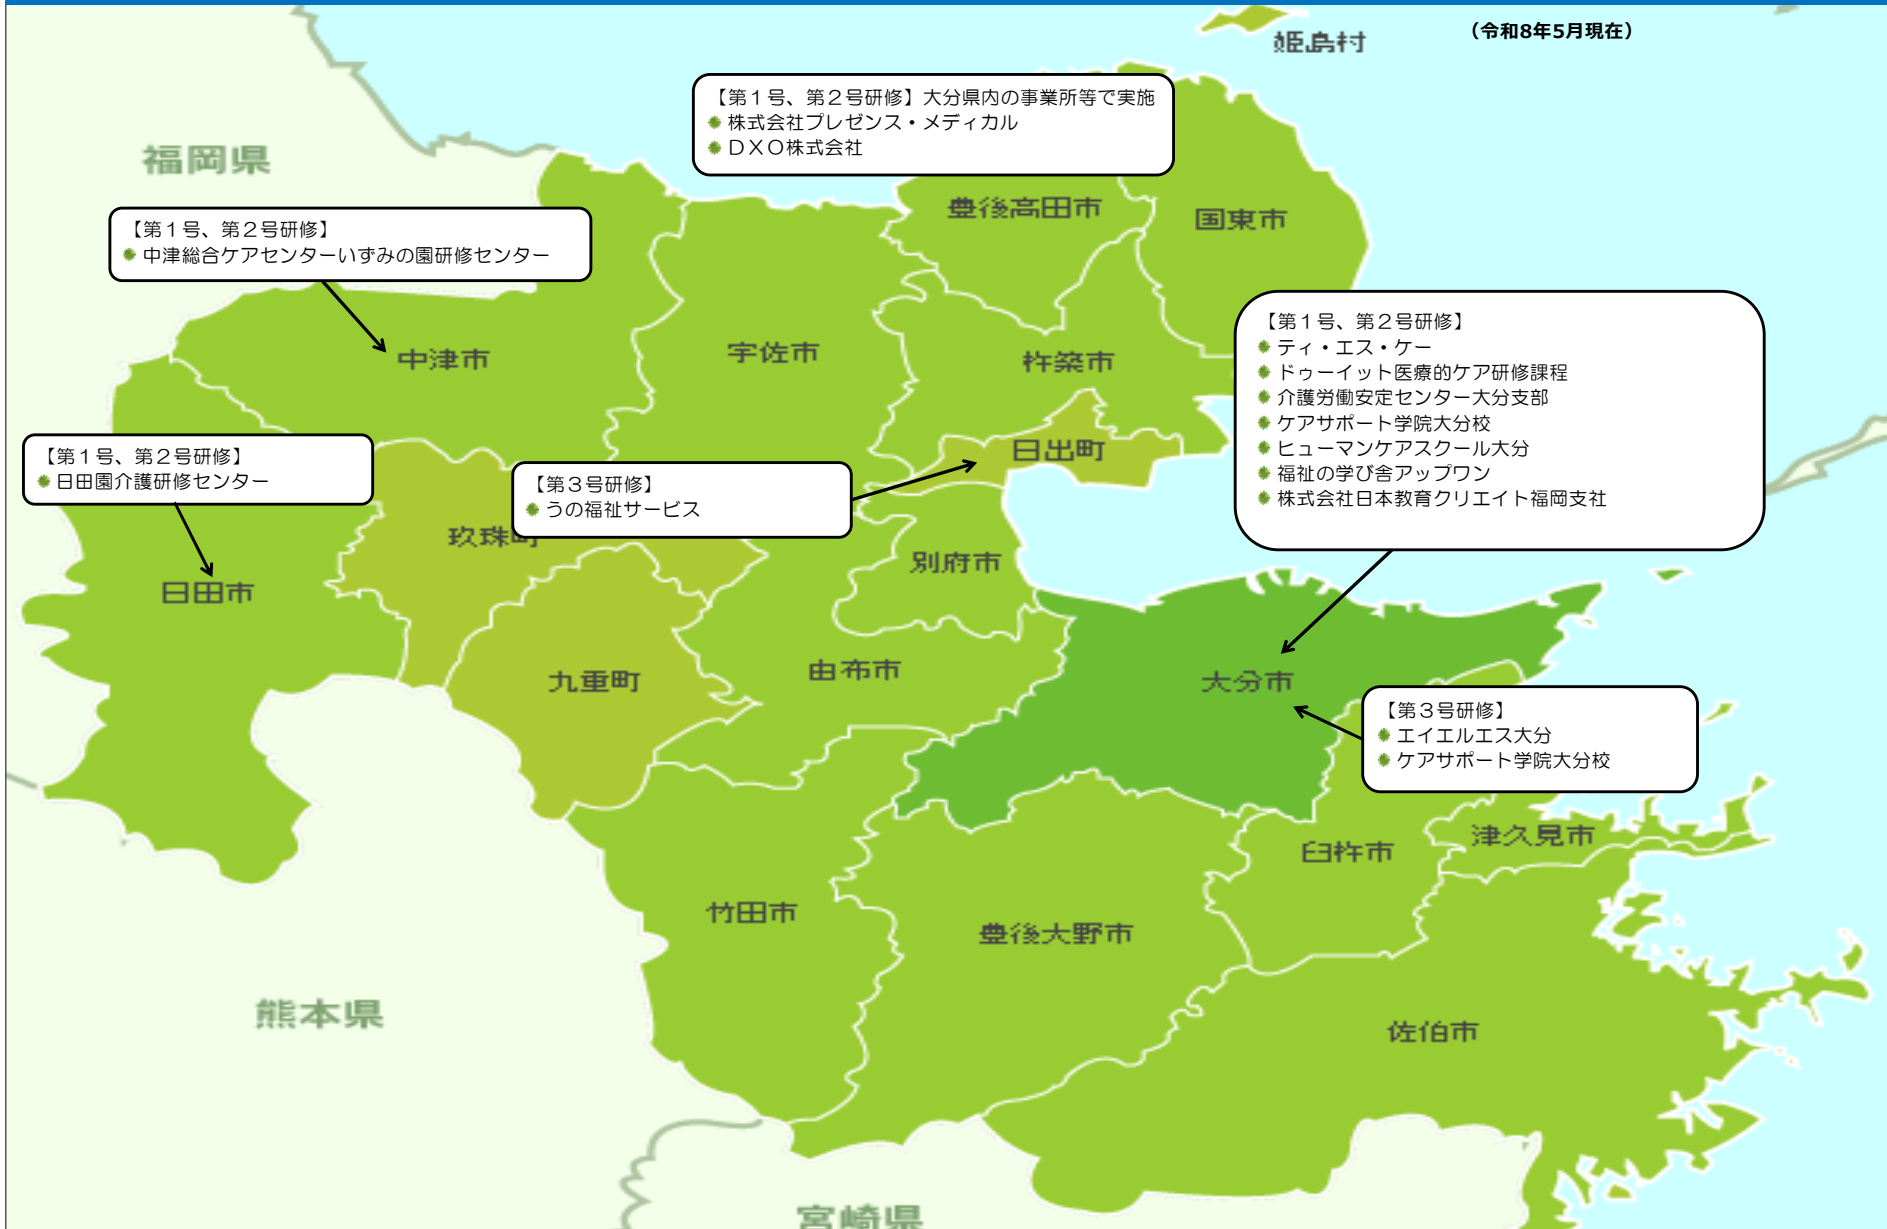 （令和8年5月現在）
姫島村
【第１号、第２号研修】大分県内の事業所等で実施
株式会社プレゼンス・メディカル
ＤＸＯ株式会社
福岡県
豊後高田市
国東市
【第１号、第２号研修】
中津総合ケアセンターいずみの園研修センター
中津市
宇佐市
杵築市
【第１号、第２号研修】
ティ・エス・ケー
ドゥーイット医療的ケア研修課程
介護労働安定センター大分支部
ケアサポート学院大分校
ヒューマンケアスクール大分
福祉の学び舎アップワン
株式会社日本教育クリエイト福岡支社
日出町
【第１号、第２号研修】
日田園介護研修センター
【第３号研修】
うの福祉サービス
玖珠町
別府市
日田市
九重町
由布市
大分市
【第３号研修】
エイエルエス大分
ケアサポート学院大分校
津久見市
臼杵市
竹田市
豊後大野市
熊本県
佐伯市
宮崎県